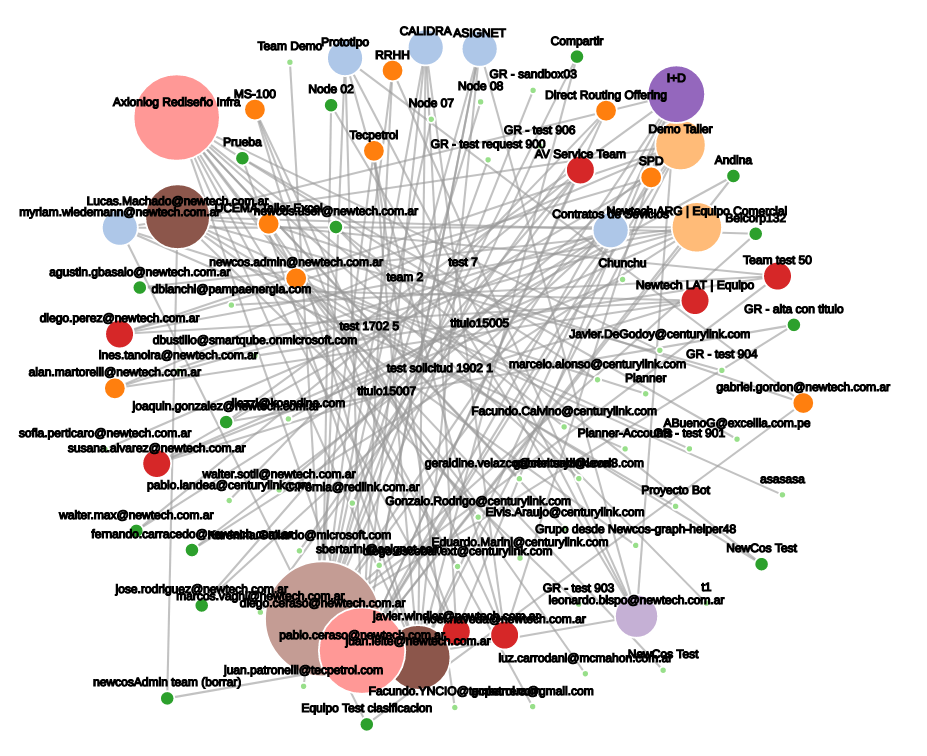 CALIDRA
ASIGNET
Team Demo
Prototipo
Compartir
RRHH
GR - sandbox03
I+D
Axionlog Rediseño Infra
MS-100
Node 02
Node 08
Direct Routing Offering
Node 07
Demo Taller
Tecpetrol
GR - test 906
Prueba
GR - test request 900
AV Service Team
SPD
Andina
Lucas.Machado@newtech.com.ar
myriam.wiedemann@newtech.com.ar
UCEMA Taller Excel
Contratos de Servicios
Newtech ARG | Equipo Comercial
Belcorp132
newcos.admin@newtech.com.ar
test 7
Chunchu
Team test 50
agustin.gbasalo@newtech.com.ar
team 2
dbianchi@pampaenergia.com
Newtech LAT | Equipo
GR - alta con titulo
diego.perez@newtech.com.ar
test 1702 5
titulo15005
dbustillo@smartqube.onmicrosoft.com
Javier.DeGodoy@centurylink.com
ines.tanoira@newtech.com.ar
GR - test 904
alan.martorelli@newtech.com.ar
test solicitud 1902 1
marcelo.alonso@centurylink.com
Planner
titulo15007
gabriel.gordon@newtech.com.ar
joaquin.gonzalez@newtech.com.ar
Facundo.Calvino@centurylink.com
ABuenoG@excellia.com.pe
sofia.perticaro@newtech.com.ar
Planner-Accounts
GR - test 901
susana.alvarez@newtech.com.ar
walter.sotil@newtech.com.ar
asasasa
pablo.landea@centurylink.com
Proyecto Bot
Gonzalo.Rodrigo@centurylink.com
walter.max@newtech.com.ar
Elvis.Araujo@centurylink.com
Grupo desde Newcos-graph-helper48
Eduardo.Marini@centurylink.com
NewCos Test
jose.rodriguez@newtech.com.ar
GR - test 903
t1
marcos.vagni@newtech.com.ar
diego.ceraso@newtech.com.ar
leonardo.bispo@newtech.com.ar
javier.windler@newtech.com.ar
pablo.ceraso@newtech.com.ar
juan.leite@newtech.com.ar
luz.carrodani@mcmahon.com.ar
NewCos Test
juan.patronelli@tecpetrol.com
newcosAdmin team (borrar)
Equipo Test clasificacion